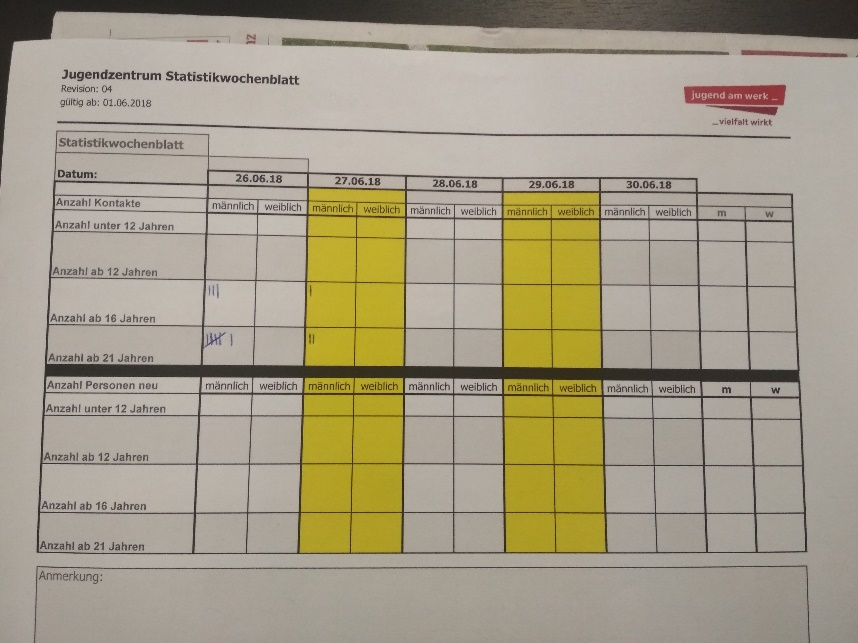 Jugendzentrum Statistikwochenblatt
Revision: 04
gültig ab: 01.06.2018
jugend am werk _
_vielfalt wirkt
Statistikwochenblatt
Datum: 26.06.18 27.06.18 28.06.18 29.06.18 30.06.18
Anzahl Kontakte männlich weiblich männlich weiblich männlich weiblich männlich weiblich männlich weiblich m w
Anzahl unter 12 Jahren
Anzahl ab 12 Jahren
Anzahl ab 16 Jahren ||| |
Anzahl ab 21 Jahren |||| | ||
Anzahl Personen neu männlich weiblich männlich weiblich männlich weiblich männlich weiblich männlich weiblich m w
Anzahl unter 12 Jahren
Anzahl ab 12 Jahren
Anzahl ab 16 Jahren
Anzahl ab 21 Jahren
Anmerkung: